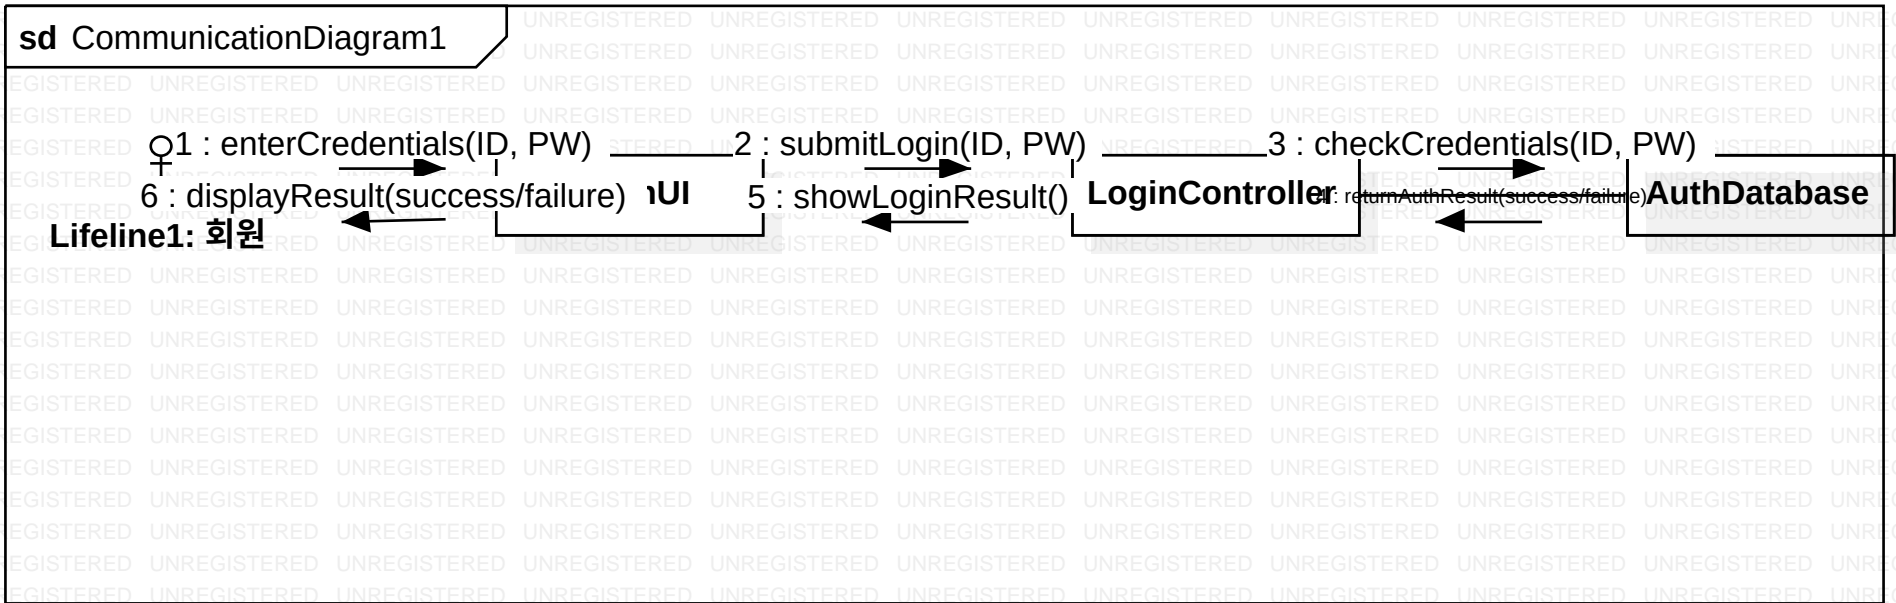 sd CommunicationDiagram1
1 : enterCredentials(ID, PW)
2 : submitLogin(ID, PW)
3 : checkCredentials(ID, PW)
6 : displayResult(success/failure)
UI
5 : showLoginResult()
LoginController
4 : returnAuthResult(success/failure)
AuthDatabase
Lifeline1: 회원
UNREGISTERED